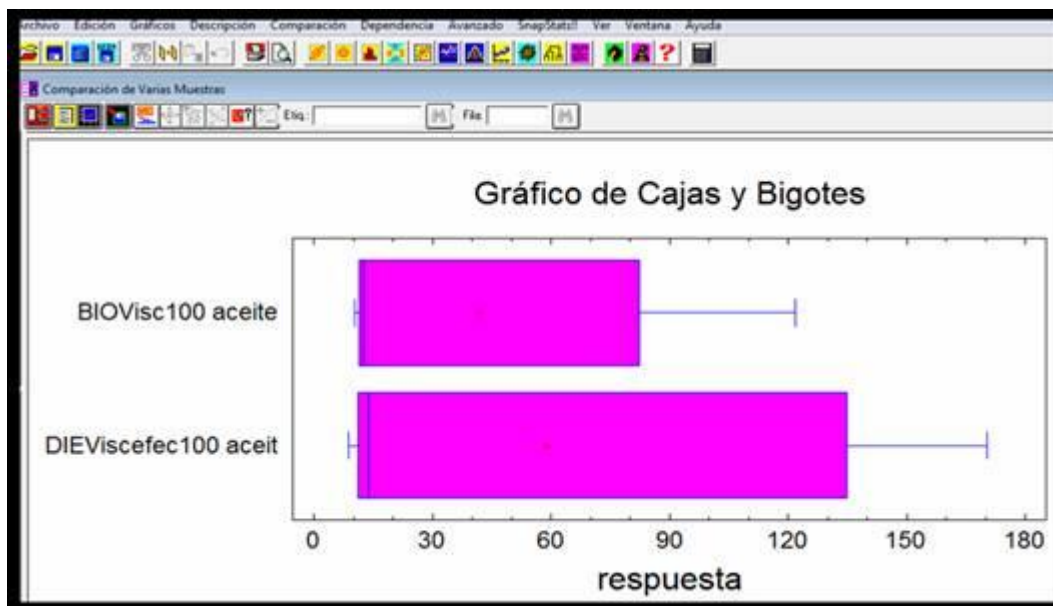 Archivo Edición Gráficos Descripción Comparación Dependencia Avanzado SnapStats!! Ver Ventana Ayuda
Comparación de Varias Muestras
Etiq.: Fila:
Gráfico de Cajas y Bigotes
BIOVisc100 aceite
DIEViscefec100 aceit
0 30 60 90 120 150 180
respuesta